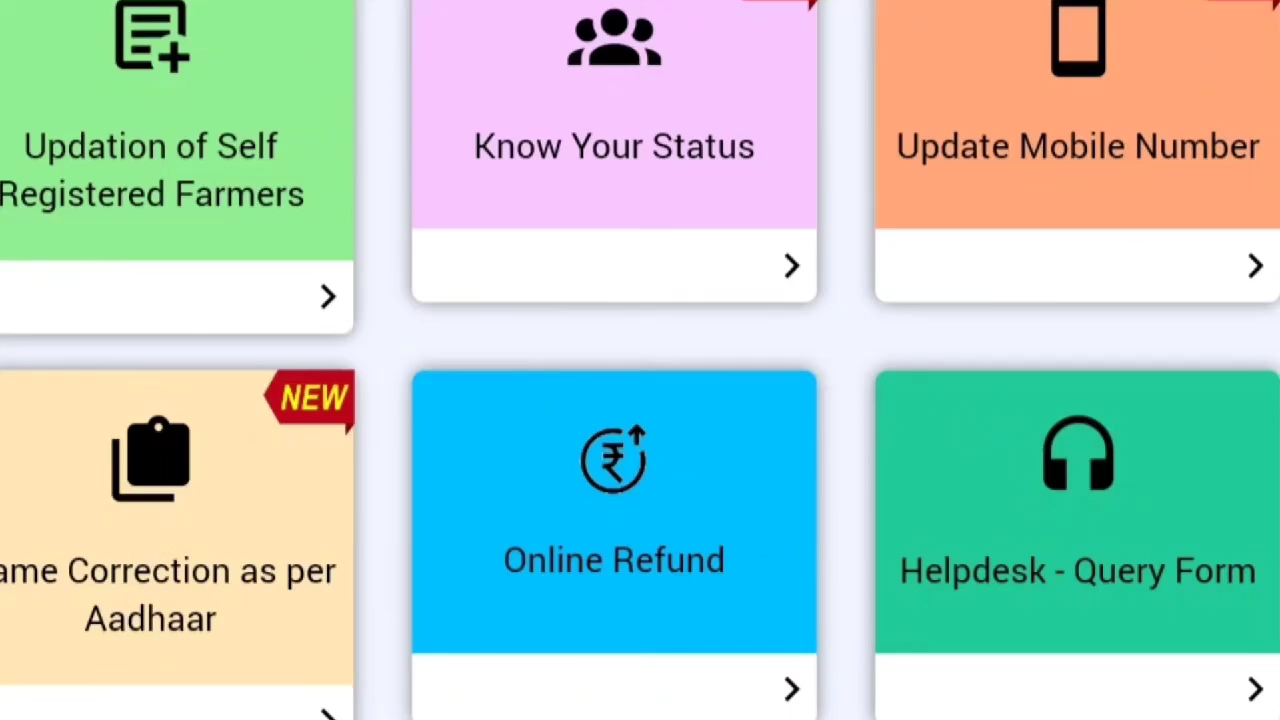 Updation of Self
Registered Farmers
Know Your Status
Update Mobile Number
NEW
ame Correction as per
Aadhaar
Online Refund
Helpdesk - Query Form